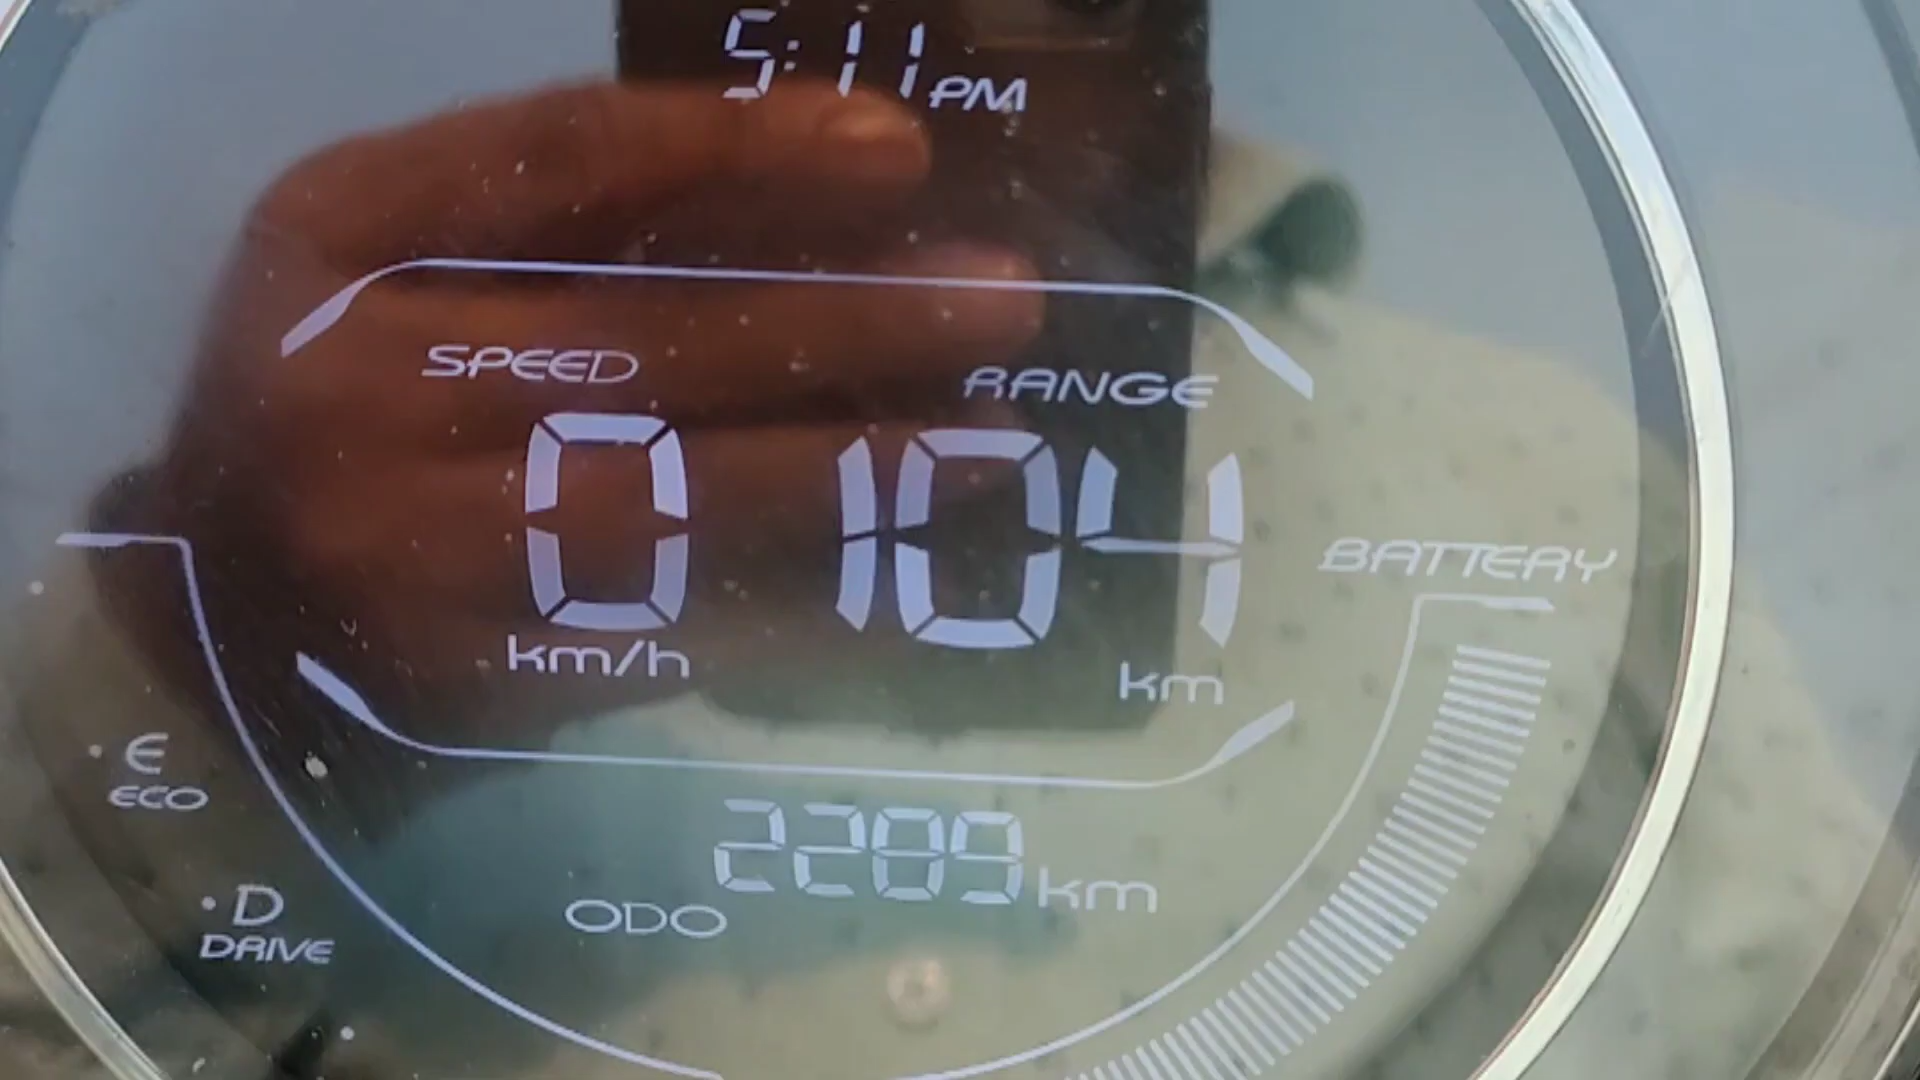 5:11 PM
SPEED
RANGE
0
104
km/h
km
BATTERY
E
ECO
D
DRIVE
ODO
2289 km